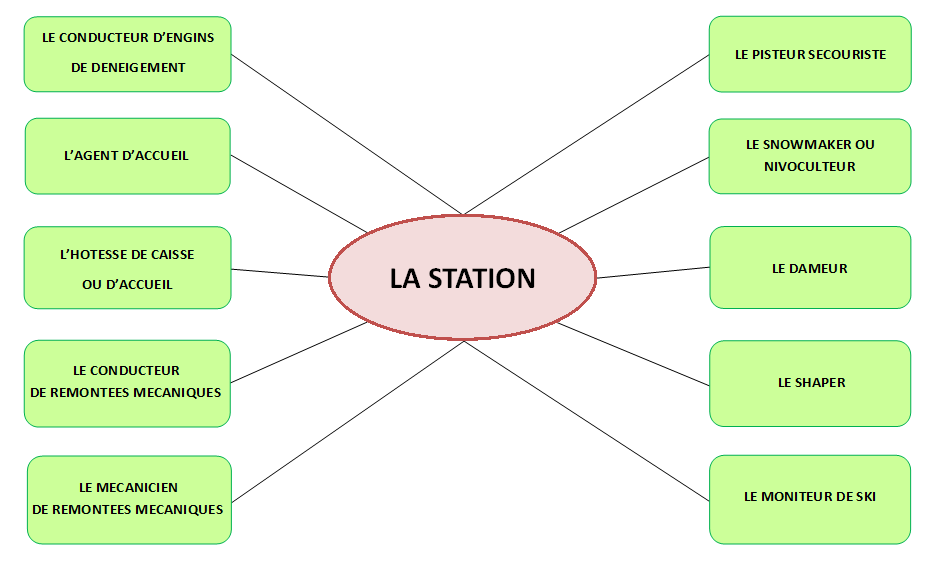 LE CONDUCTEUR D'ENGINS
DE DENEIGEMENT
L'AGENT D'ACCUEIL
L'HOTESSE DE CAISSE
OU D'ACCUEIL
LE CONDUCTEUR
DE REMONTEES MECANIQUES
LE MECANICIEN
DE REMONTEES MECANIQUES
LA STATION
LE PISTEUR SECOURISTE
LE SNOWMAKER OU
NIVOCULTEUR
LE DAMEUR
LE SHAPER
LE MONITEUR DE SKI